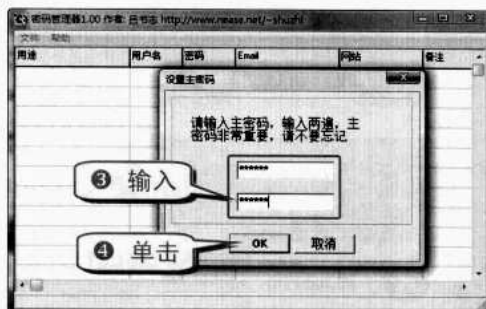 密码管理器1.00 作者: 吕书志 http://www.nease.net/~shuzhi
文件 帮助
用途 用户名 密码 Email 网站 备注
设置主密码
请输入主密码，输入两遍，主
密码非常重要，请不要忘记
******
❸ 输入
******
❹ 单击
OK 取消